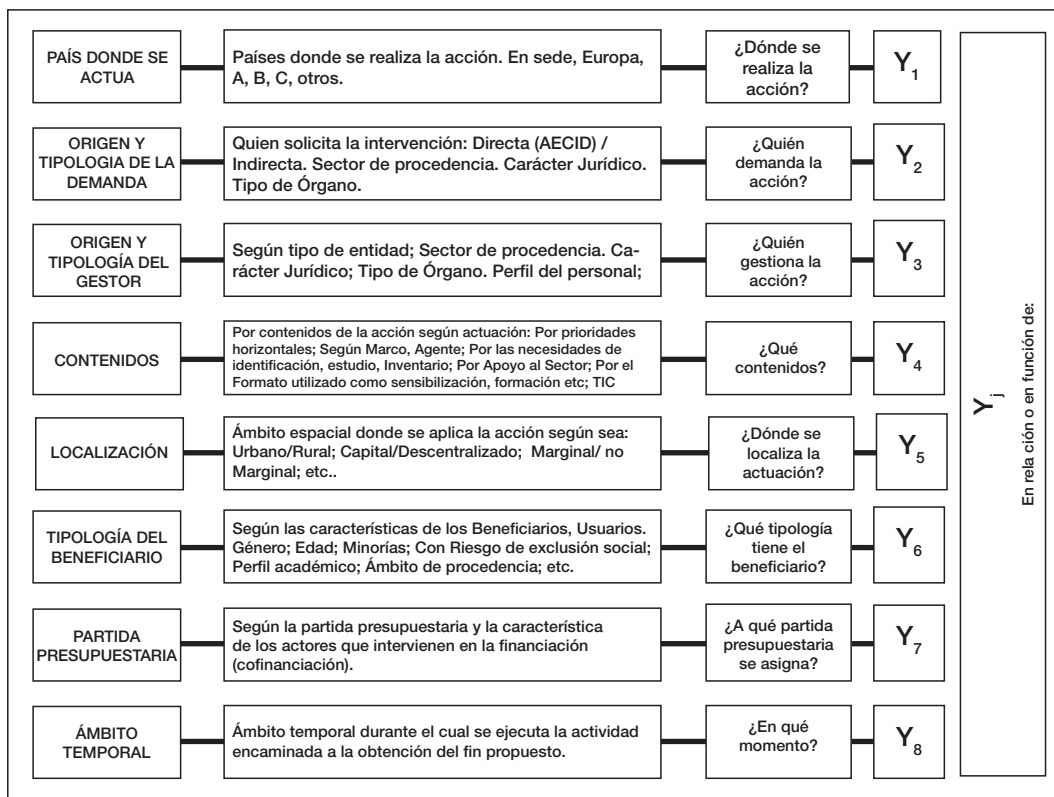 PAÍS DONDE SE
ACTUA
Países donde se realiza la acción. En sede, Europa,
A, B, C, otros.
¿Dónde se
realiza la
acción?
Y1
ORIGEN Y
TIPOLOGIA DE LA
DEMANDA
Quien solicita la intervención: Directa (AECID) /
Indirecta. Sector de procedencia. Carácter Jurídico.
Tipo de Órgano.
¿Quién
demanda la
acción?
Y2
ORIGEN Y
TIPOLOGÍA DEL
GESTOR
Según tipo de entidad; Sector de procedencia. Ca-
rácter Jurídico; Tipo de Órgano. Perfil del personal;
¿Quién
gestiona la
acción?
Y3
CONTENIDOS
Por contenidos de la acción según actuación: Por prioridades
horizontales; Según Marco, Agente; Por las necesidades de
identificación, estudio, Inventario; Por Apoyo al Sector; Por el
Formato utilizado como sensibilización, formación etc; TIC
¿Qué
contenidos?
Y4
LOCALIZACIÓN
Ámbito espacial donde se aplica la acción según sea:
Urbano/Rural; Capital/Descentralizado; Marginal/ no
Marginal; etc..
¿Dónde se
localiza la
actuación?
Y5
TIPOLOGÍA DEL
BENEFICIARIO
Según las características de los Beneficiarios, Usuarios.
Género; Edad; Minorías; Con Riesgo de exclusión social;
Perfil académico; Ámbito de procedencia; etc.
¿Qué tipología
tiene el
beneficiario?
Y6
PARTIDA
PRESUPUESTARIA
Según la partida presupuestaria y la característica
de los actores que intervienen en la financiación
(cofinanciación).
¿A qué partida
presupuestaria
se asigna?
Y7
ÁMBITO
TEMPORAL
Ámbito temporal durante el cual se ejecuta la actividad
encaminada a la obtención del fin propuesto.
¿En qué
momento?
Y8
Yj
En rela ción o en función de: